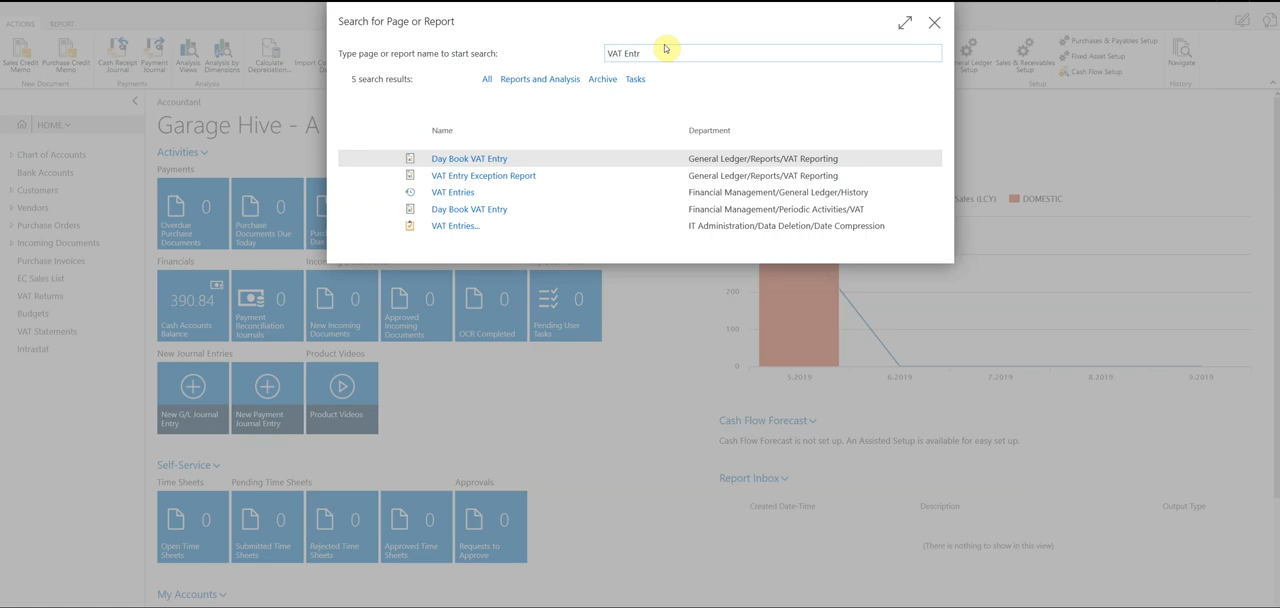 ACTIONS REPORT
Search for Page or Report
Type page or report name to start search: VAT Entr
5 search results: All Reports and Analysis Archive Tasks
Name Department
Day Book VAT Entry General Ledger/Reports/VAT Reporting
VAT Entry Exception Report General Ledger/Reports/VAT Reporting
VAT Entries Financial Management/General Ledger/History
Day Book VAT Entry Financial Management/Periodic Activities/VAT
VAT Entries... IT Administration/Data Deletion/Date Compression
Sales Credit Memo
Purchase Credit Memo
New Document
Cash Receipt Journal
Payment Journal
Payments
Analysis Views
Analysis by Dimensions
Analysis
Calculate Depreciation...
Import Co
Setup
Sales & Receivables Setup
Purchases & Payables Setup
Fixed Asset Setup
Cash Flow Setup
Setup
Navigate
History
HOME
Chart of Accounts
Bank Accounts
Customers
Vendors
Purchase Orders
Incoming Documents
Purchase Invoices
EC Sales List
VAT Returns
Budgets
VAT Statements
Intrastat
Accountant
Garage Hive - A
Activities
Payments
0 Overdue Purchase Documents
0 Purchase Documents Due Today
Financials
390.84 Cash Accounts Balance
0 Payment Reconciliation Journals
0 New Incoming Documents
0 Approved Incoming Documents
0 OCR Completed
0 Pending User Tasks
New Journal Entries Product Videos
New G/L Journal Entry
New Payment Journal Entry
Product Videos
Self-Service
Time Sheets Pending Time Sheets Approvals
0 Open Time Sheets
0 Submitted Time Sheets
0 Rejected Time Sheets
0 Approved Time Sheets
0 Requests to Approve
My Accounts
Sales (LCY) DOMESTIC
200
100
0
5.2019 6.2019 7.2019 8.2019 9.2019
Cash Flow Forecast
Cash Flow Forecast is not set up. An Assisted Setup is available for easy set up.
Report Inbox
Created Date-Time Description Output Type
(There is nothing to show in this view)